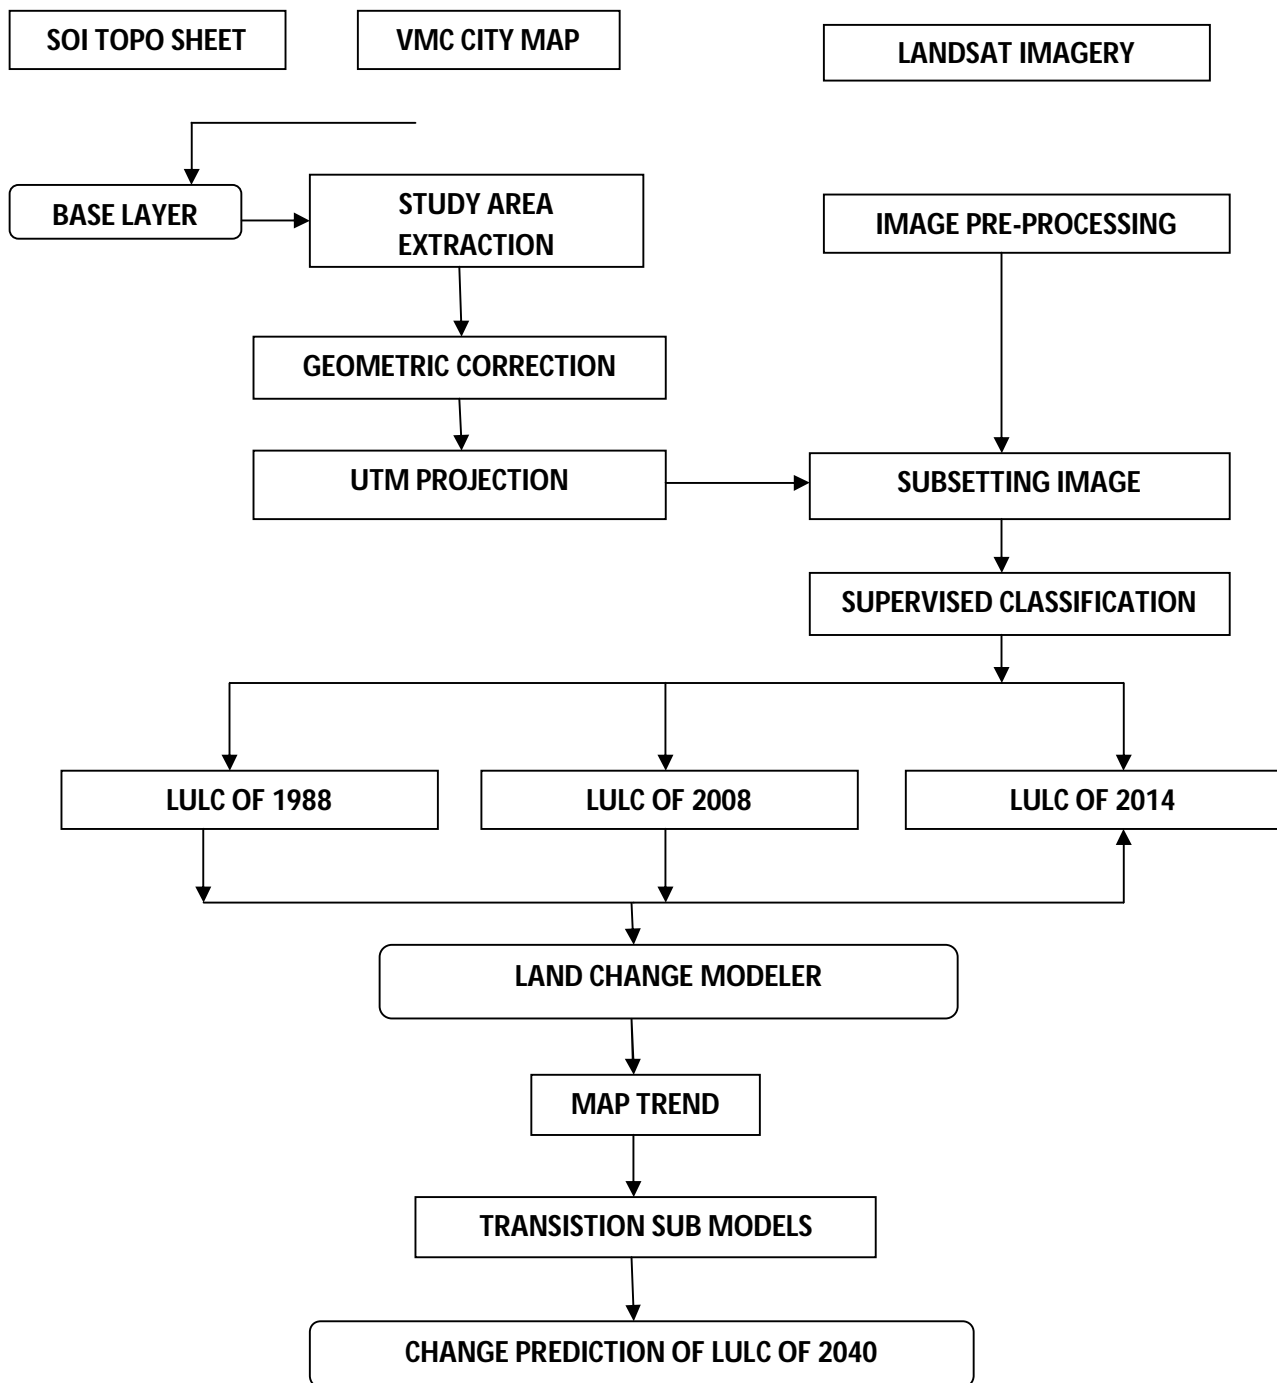 SOI TOPO SHEET
VMC CITY MAP
LANDSAT IMAGERY
BASE LAYER
STUDY AREA
EXTRACTION
IMAGE PRE-PROCESSING
GEOMETRIC CORRECTION
UTM PROJECTION
SUBSETTING IMAGE
SUPERVISED CLASSIFICATION
LULC OF 1988
LULC OF 2008
LULC OF 2014
LAND CHANGE MODELER
MAP TREND
TRANSISTION SUB MODELS
CHANGE PREDICTION OF LULC OF 2040